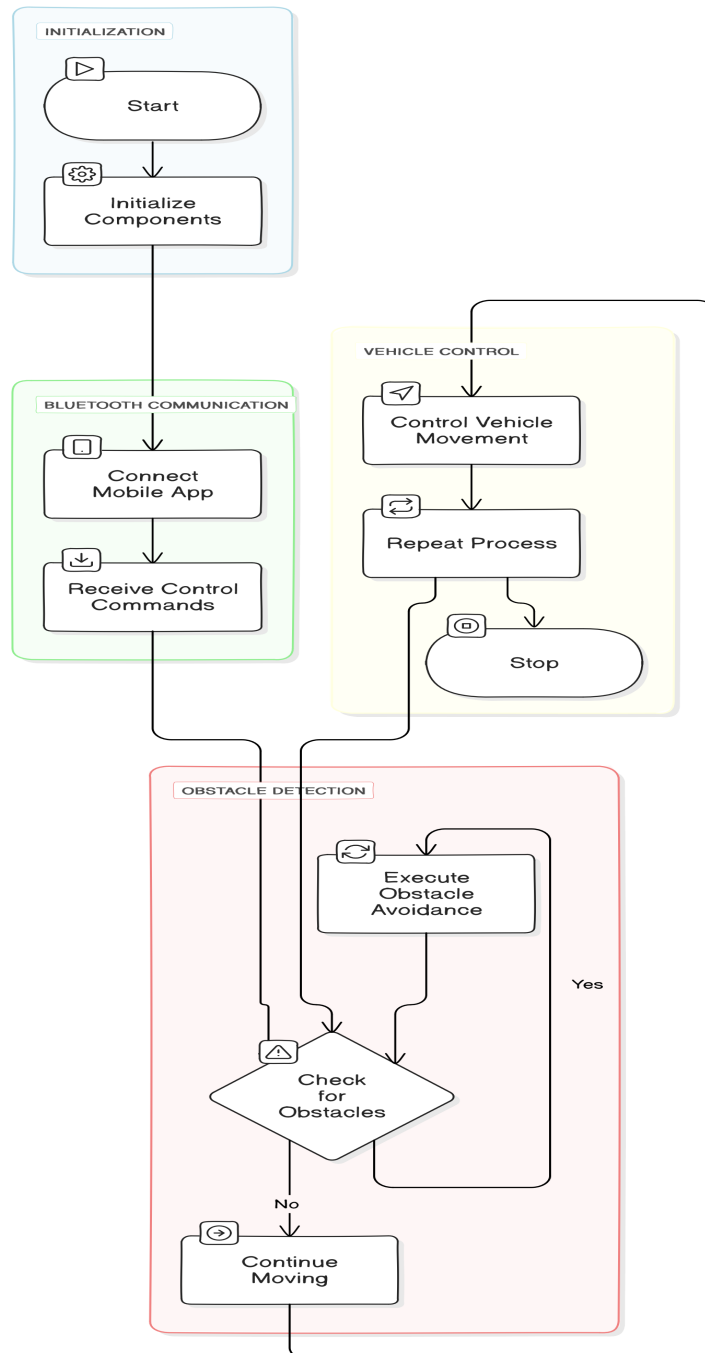 INITIALIZATION
Start
Initialize
Components
BLUETOOTH COMMUNICATION
Connect
Mobile App
Receive Control
Commands
VEHICLE CONTROL
Control Vehicle
Movement
Repeat Process
Stop
OBSTACLE DETECTION
Execute
Obstacle
Avoidance
Yes
Check
for
Obstacles
No
Continue
Moving